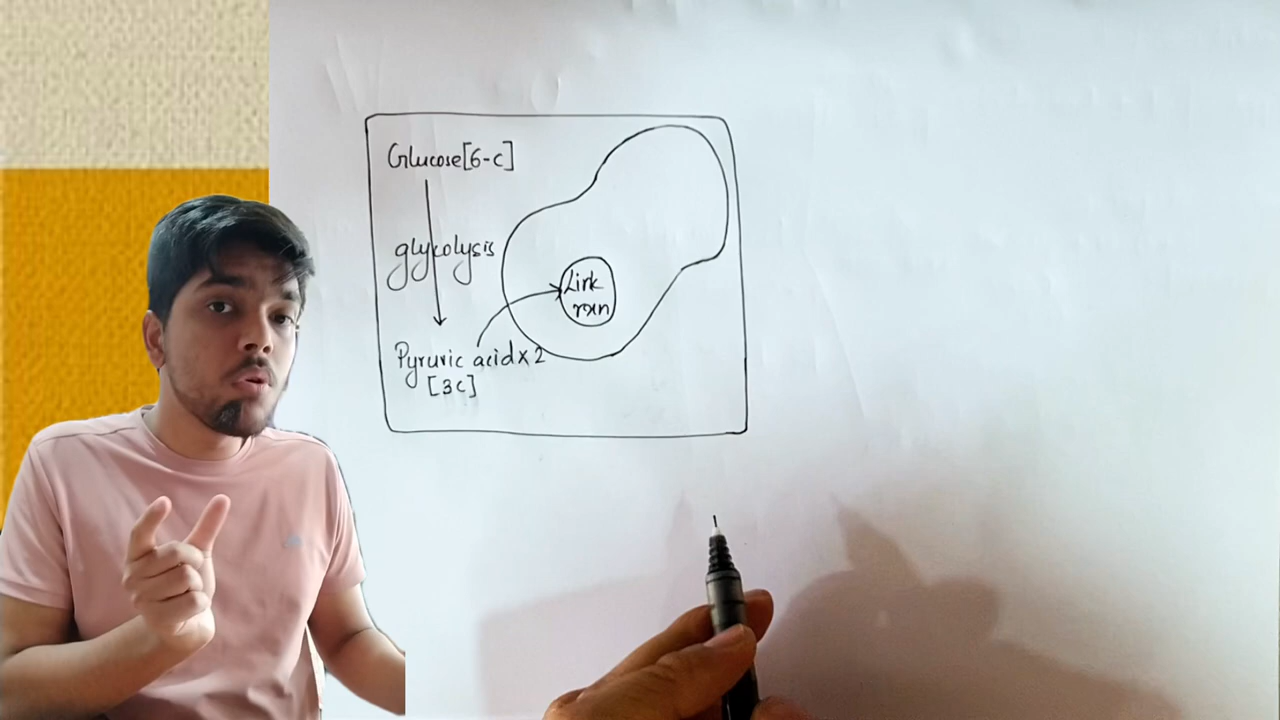 Glucose[6-C]
glycolysis
Link
rxn
Pyruvic acid x 2
[3C]